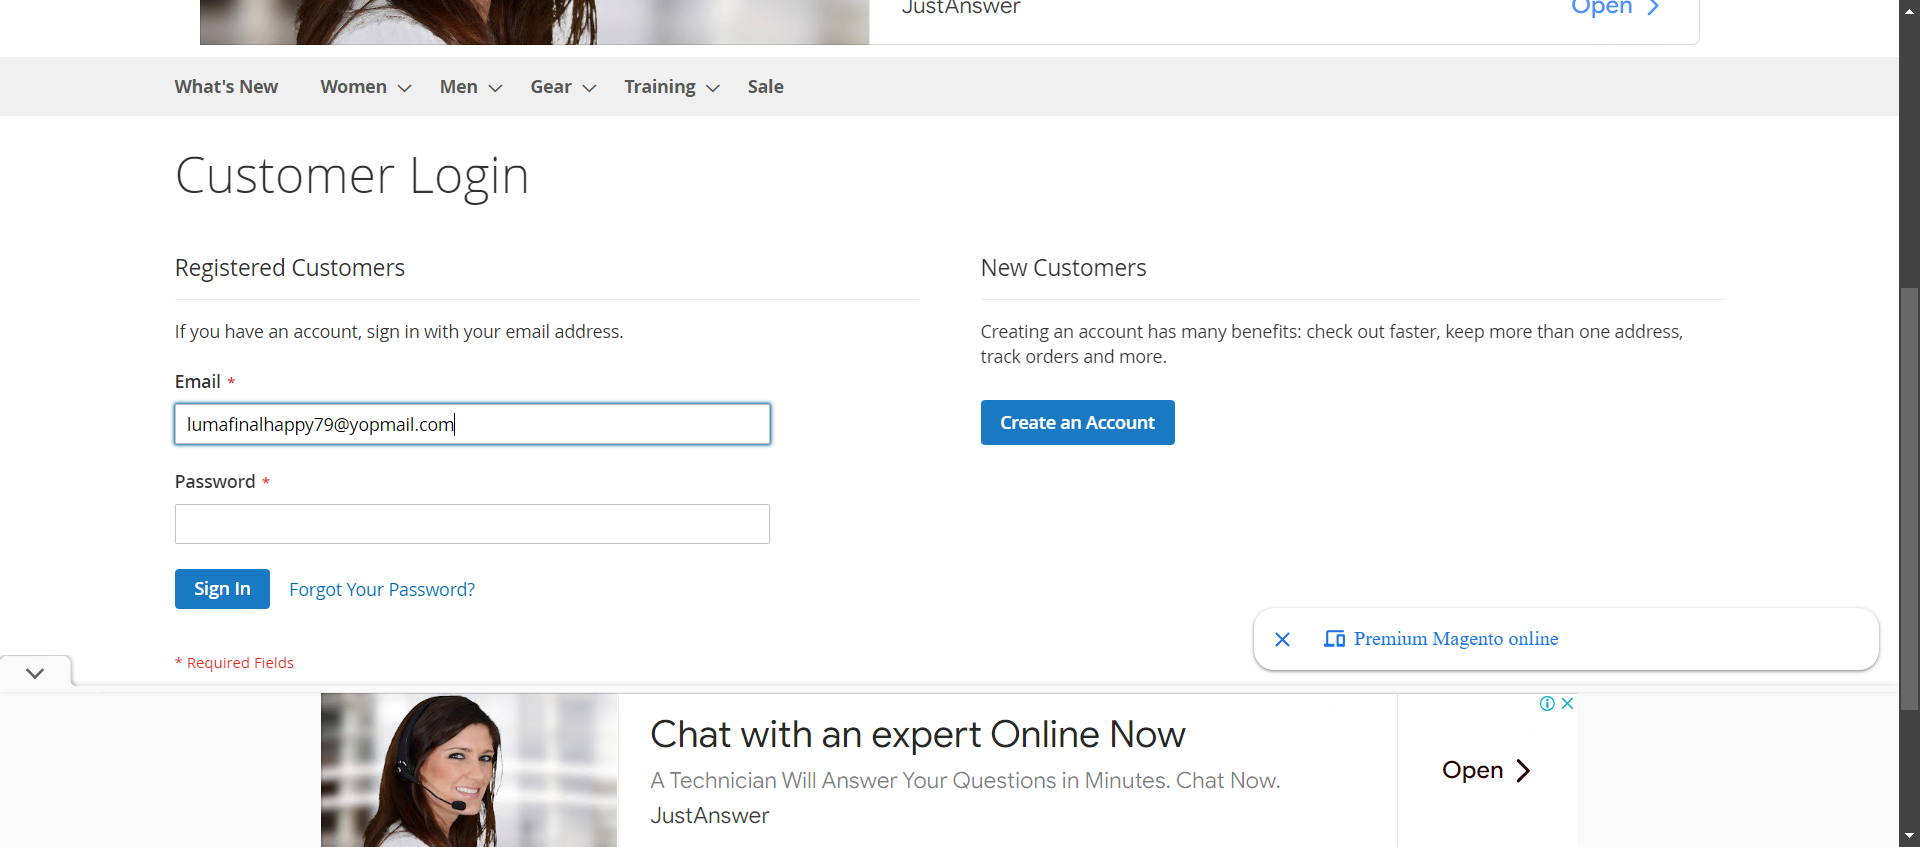 JustAnswer
Open
What's New Women Men Gear Training Sale
Customer Login
Registered Customers
If you have an account, sign in with your email address.
Email *
lumafinalhappy79@yopmail.com
Password *
Sign In Forgot Your Password?
* Required Fields
New Customers
Creating an account has many benefits: check out faster, keep more than one address,
track orders and more.
Create an Account
Premium Magento online
Chat with an expert Online Now
A Technician Will Answer Your Questions in Minutes. Chat Now.
JustAnswer
Open